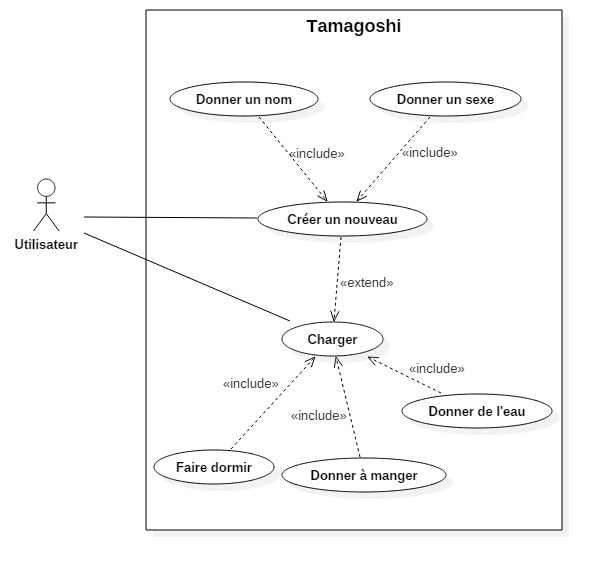 Tamagoshi
Donner un nom
Donner un sexe
«include»
«include»
Créer un nouveau
Utilisateur
«extend»
Charger
«include»
«include»
Donner de l'eau
«include»
Faire dormir
Donner à manger